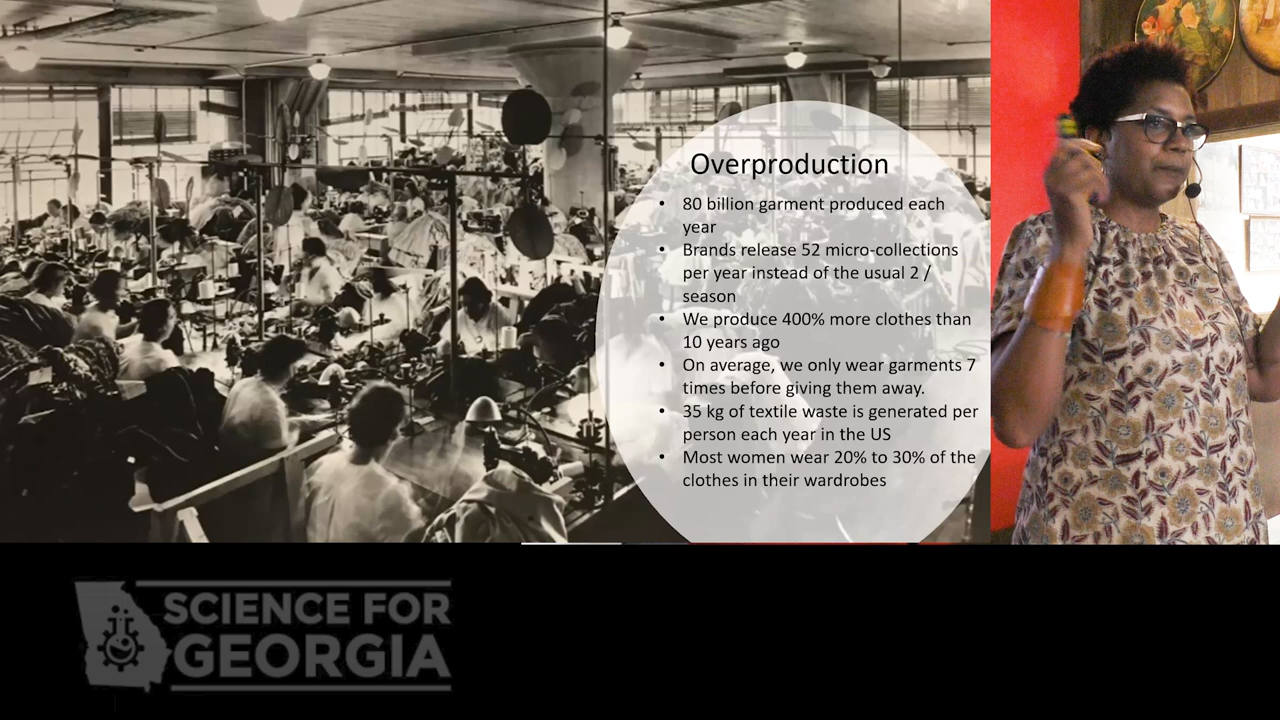 Overproduction
• 80 billion garment produced each
year
• Brands release 52 micro-collections
per year instead of the usual 2 /
season
• We produce 400% more clothes than
10 years ago
• On average, we only wear garments 7
times before giving them away.
• 35 kg of textile waste is generated per
person each year in the US
• Most women wear 20% to 30% of the
clothes in their wardrobes
SCIENCE FOR
GEORGIA